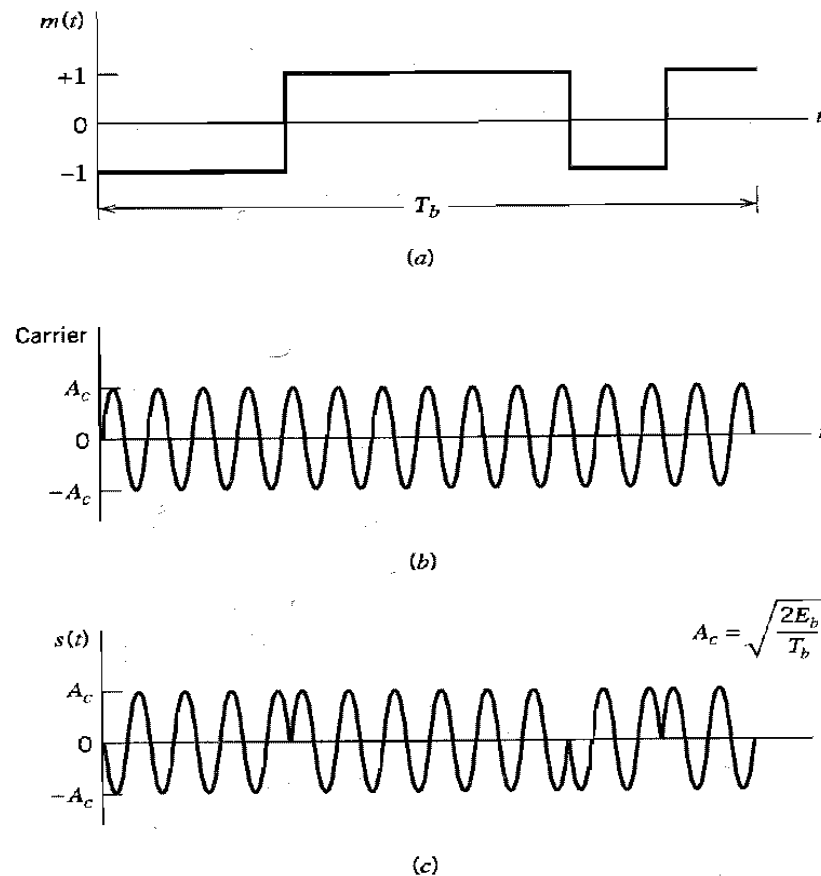 m(t)
+1
0
-1
t
T_b
(a)
Carrier
A_c
0
-A_c
(b)
A_c = √(2E_b/T_b)
s(t)
A_c
0
-A_c
(c)